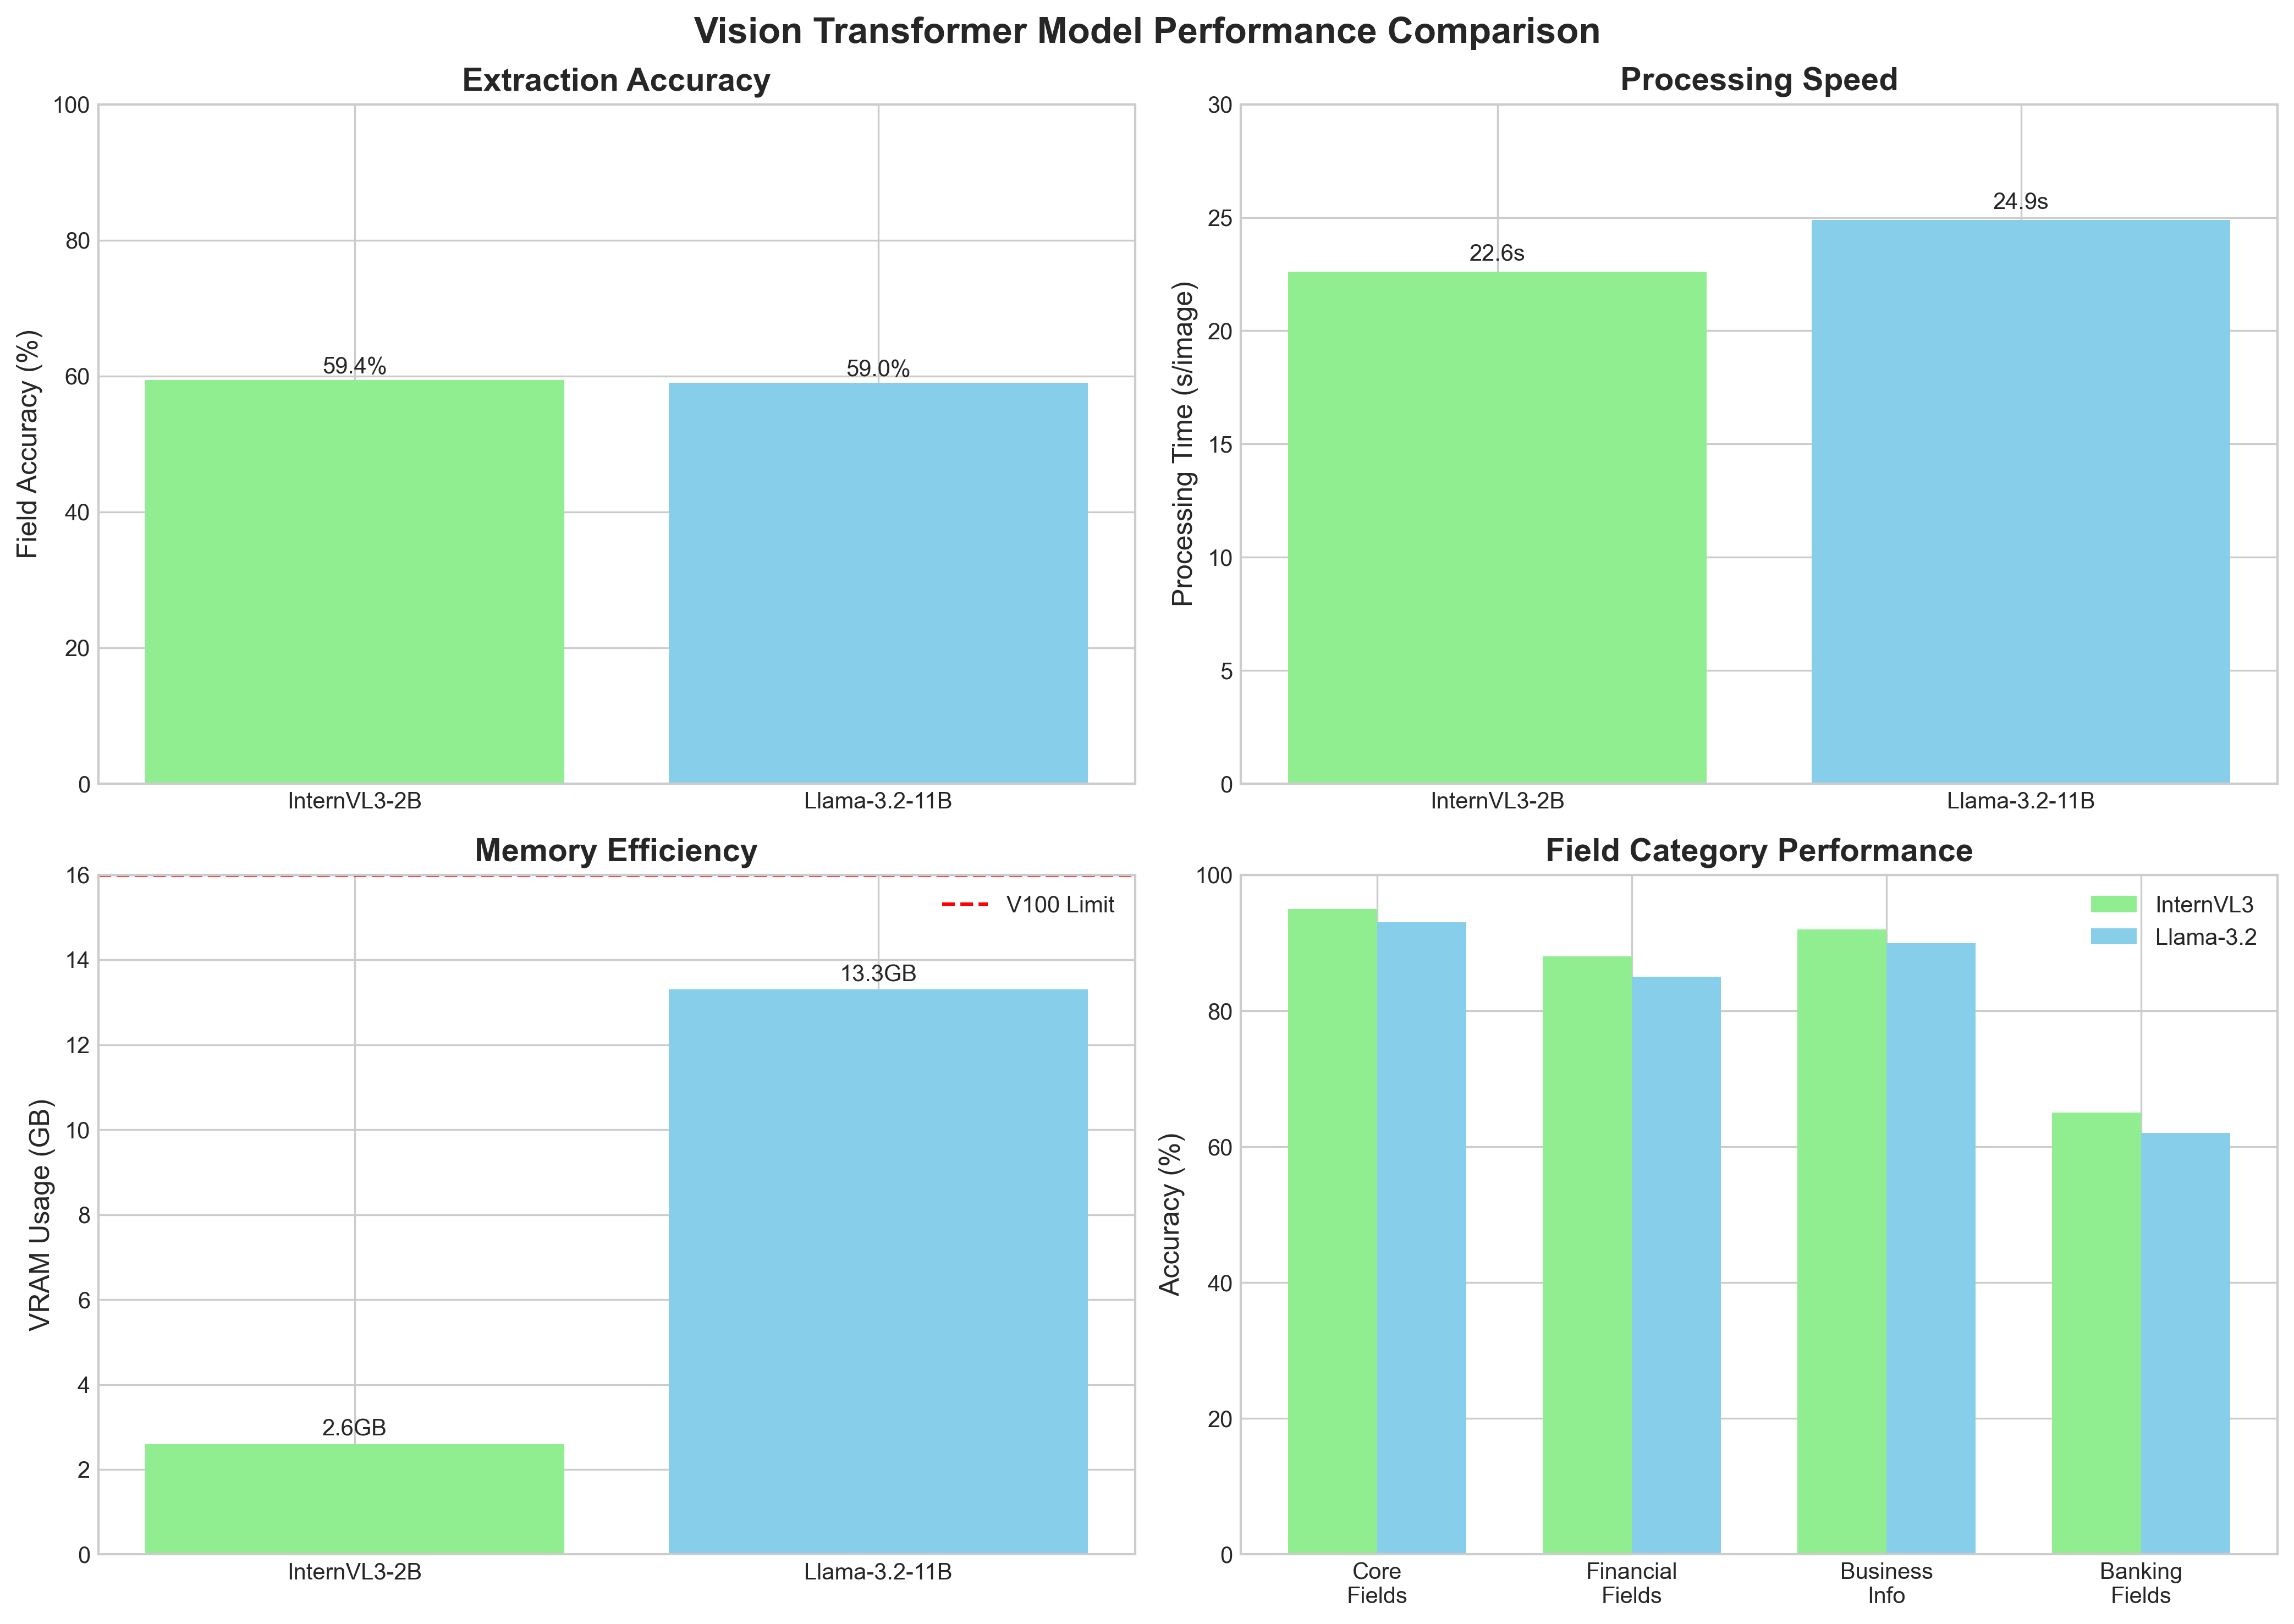 Vision Transformer Model Performance Comparison
Extraction Accuracy
Field Accuracy (%)
100
80
60
40
20
0
59.4%
59.0%
InternVL3-2B
Llama-3.2-11B
Processing Speed
Processing Time (s/image)
30
25
20
15
10
5
0
22.6s
24.9s
InternVL3-2B
Llama-3.2-11B
Memory Efficiency
VRAM Usage (GB)
16
14
12
10
8
6
4
2
0
V100 Limit
2.6GB
13.3GB
InternVL3-2B
Llama-3.2-11B
Field Category Performance
Accuracy (%)
100
80
60
40
20
0
InternVL3
Llama-3.2
Core
Fields
Financial
Fields
Business
Info
Banking
Fields